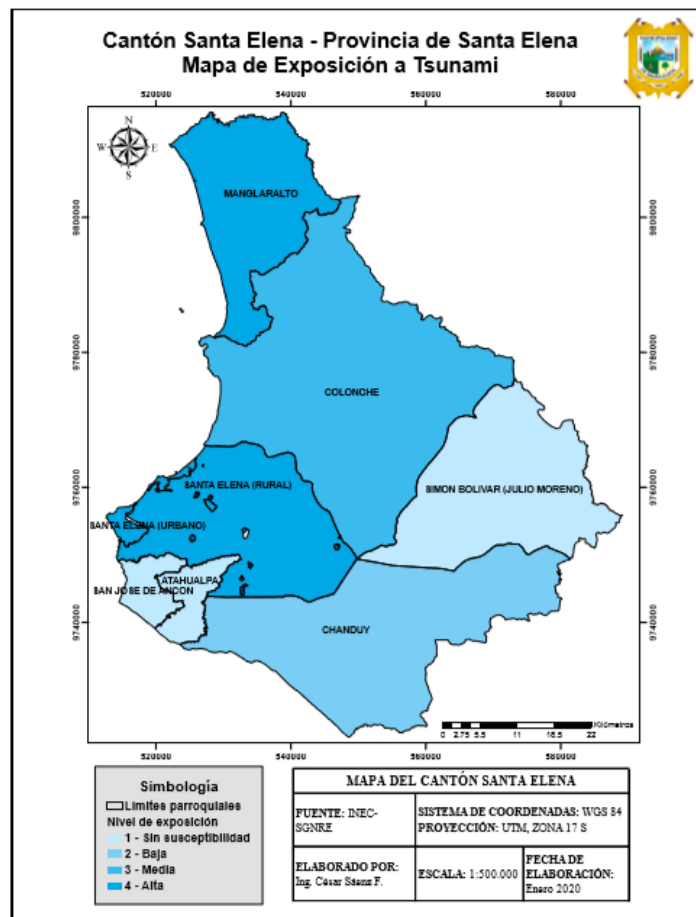 Cantón Santa Elena - Provincia de Santa Elena
Mapa de Exposición a Tsunami
520000
540000
560000
580000
N
W
E
S
MANGLARALTO
9800000
9800000
9780000
9780000
COLONCHE
SANTA ELENA (RURAL)
SIMON BOLIVAR (JULIO MORENO)
9760000
9760000
SANTA ELENA (URBANO)
ATAHUALPA
SAN JOSE DE ANCON
9740000
9740000
CHANDUY
Kilómetros
0 2.75 5.5 11 16.5 22
520000
540000
560000
580000
Simbología
Límites parroquiales
Nivel de exposición
1 - Sin susceptibilidad
2 - Baja
3 - Media
4 - Alta
MAPA DEL CANTÓN SANTA ELENA
FUENTE: INEC-
SGNRE
SISTEMA DE COORDENADAS: WGS 84
PROYECCIÓN: UTM, ZONA 17 S
ELABORADO POR:
Ing. César Sáenz F.
ESCALA: 1:500.000
FECHA DE
ELABORACIÓN:
Enero 2020